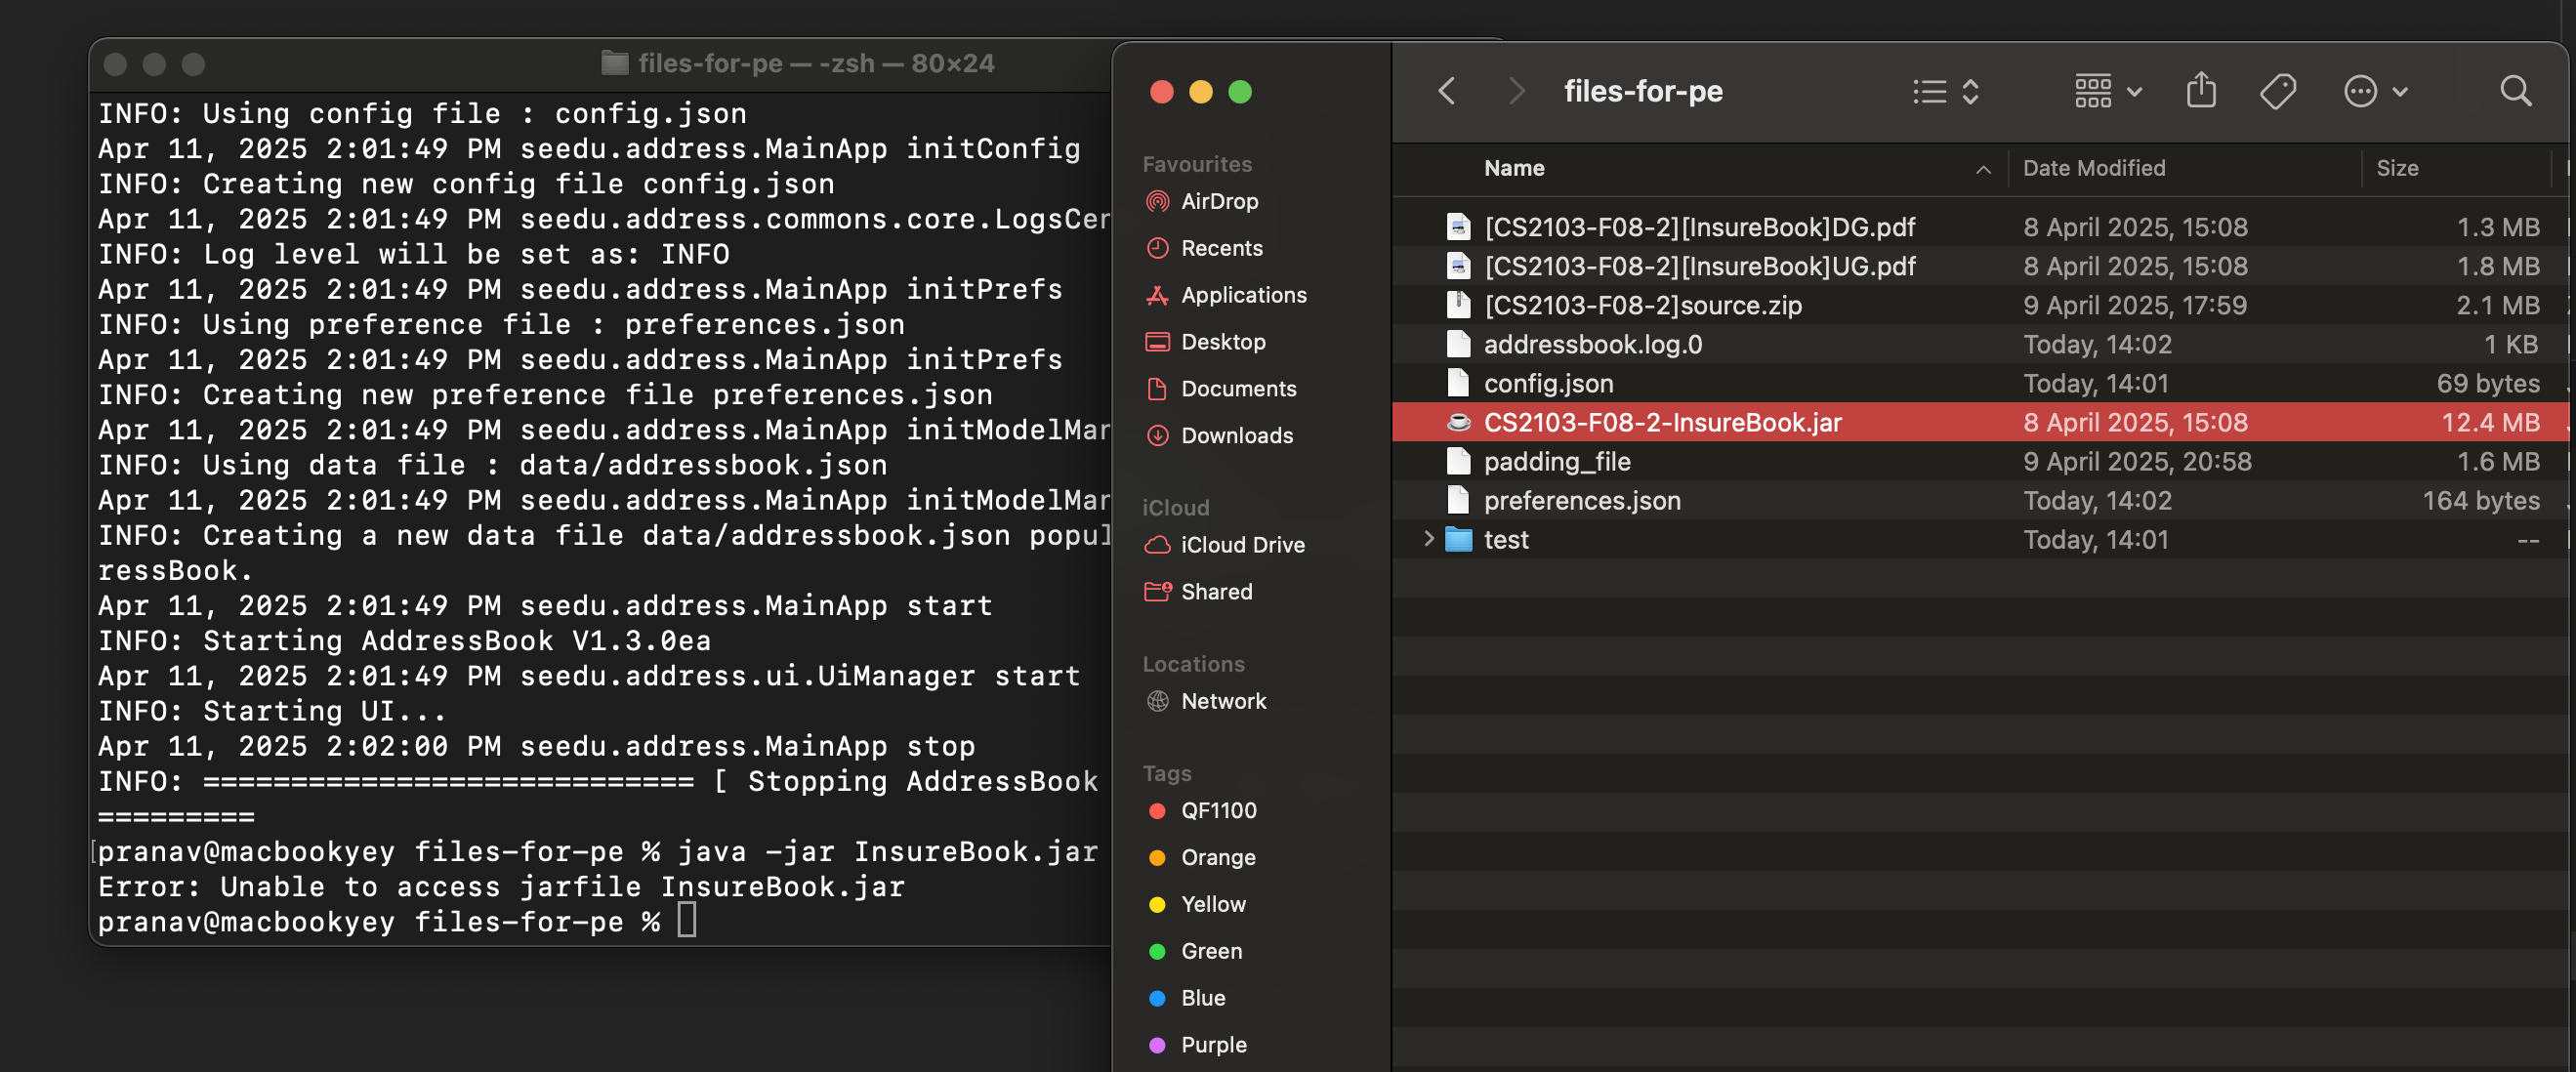 files-for-pe — -zsh — 80×24
INFO: Using config file : config.json
Apr 11, 2025 2:01:49 PM seedu.address.MainApp initConfig
INFO: Creating new config file config.json
Apr 11, 2025 2:01:49 PM seedu.address.commons.core.LogsCer
INFO: Log level will be set as: INFO
Apr 11, 2025 2:01:49 PM seedu.address.MainApp initPrefs
INFO: Using preference file : preferences.json
Apr 11, 2025 2:01:49 PM seedu.address.MainApp initPrefs
INFO: Creating new preference file preferences.json
Apr 11, 2025 2:01:49 PM seedu.address.MainApp initModelMar
INFO: Using data file : data/addressbook.json
Apr 11, 2025 2:01:49 PM seedu.address.MainApp initModelMar
INFO: Creating a new data file data/addressbook.json popul
ressBook.
Apr 11, 2025 2:01:49 PM seedu.address.MainApp start
INFO: Starting AddressBook V1.3.0ea
Apr 11, 2025 2:01:49 PM seedu.address.ui.UiManager start
INFO: Starting UI...
Apr 11, 2025 2:02:00 PM seedu.address.MainApp stop
INFO: ============================ [ Stopping AddressBook
=========
[pranav@macbookyey files-for-pe % java -jar InsureBook.jar
Error: Unable to access jarfile InsureBook.jar
pranav@macbookyey files-for-pe %
Favourites
AirDrop
Recents
Applications
Desktop
Documents
Downloads
iCloud
iCloud Drive
Shared
Locations
Network
Tags
QF1100
Orange
Yellow
Green
Blue
Purple
files-for-pe
Name Date Modified Size
[CS2103-F08-2][InsureBook]DG.pdf 8 April 2025, 15:08 1.3 MB
[CS2103-F08-2][InsureBook]UG.pdf 8 April 2025, 15:08 1.8 MB
[CS2103-F08-2]source.zip 9 April 2025, 17:59 2.1 MB
addressbook.log.0 Today, 14:02 1 KB
config.json Today, 14:01 69 bytes
CS2103-F08-2-InsureBook.jar 8 April 2025, 15:08 12.4 MB
padding_file 9 April 2025, 20:58 1.6 MB
preferences.json Today, 14:02 164 bytes
test Today, 14:01 --